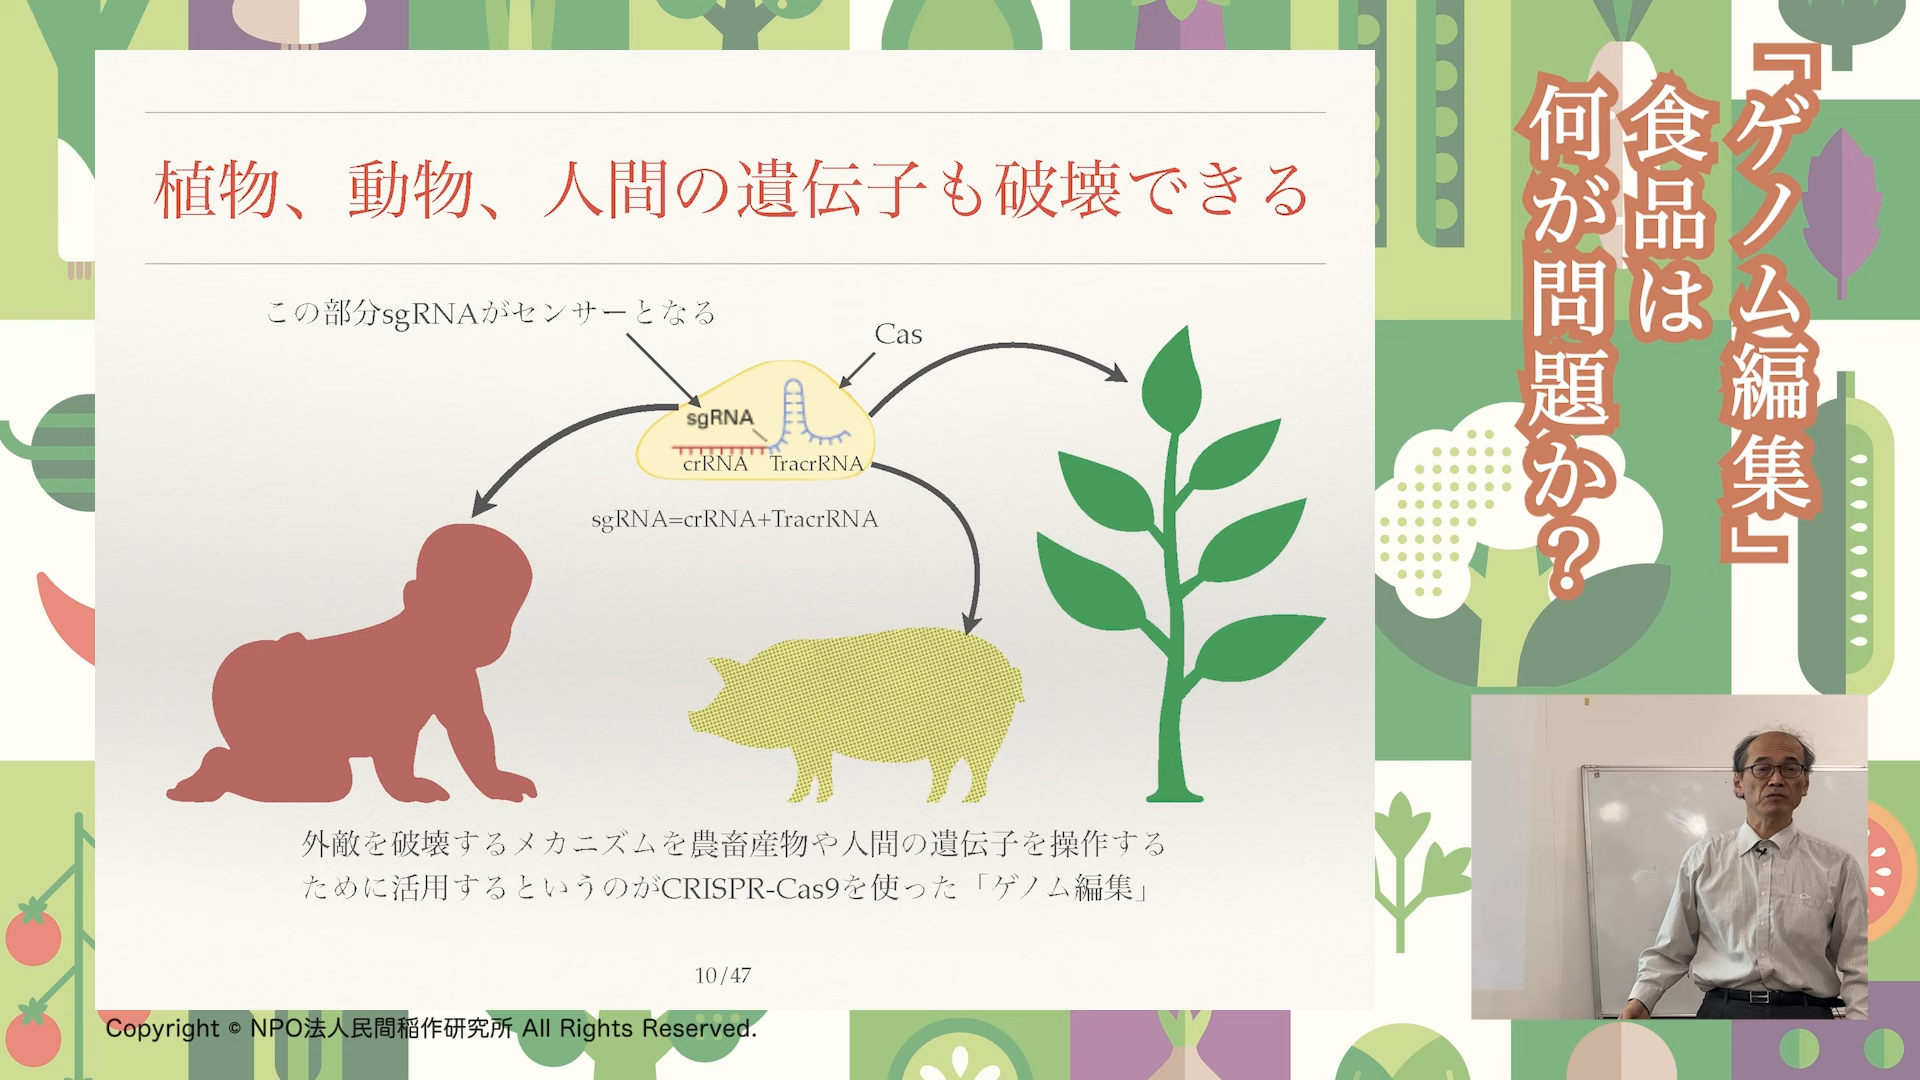 植物、動物、人間の遺伝子も破壊できる
この部分sgRNAがセンサーとなる
Cas
sgRNA
crRNA TracrRNA
sgRNA=crRNA+TracrRNA
外敵を破壊するメカニズムを農畜産物や人間の遺伝子を操作する
ために活用するというのがCRISPR-Cas9を使った「ゲノム編集」
10/47
『ゲノム編集』
食品は
何が問題か?
Copyright © NPO法人民間稲作研究所 All Rights Reserved.